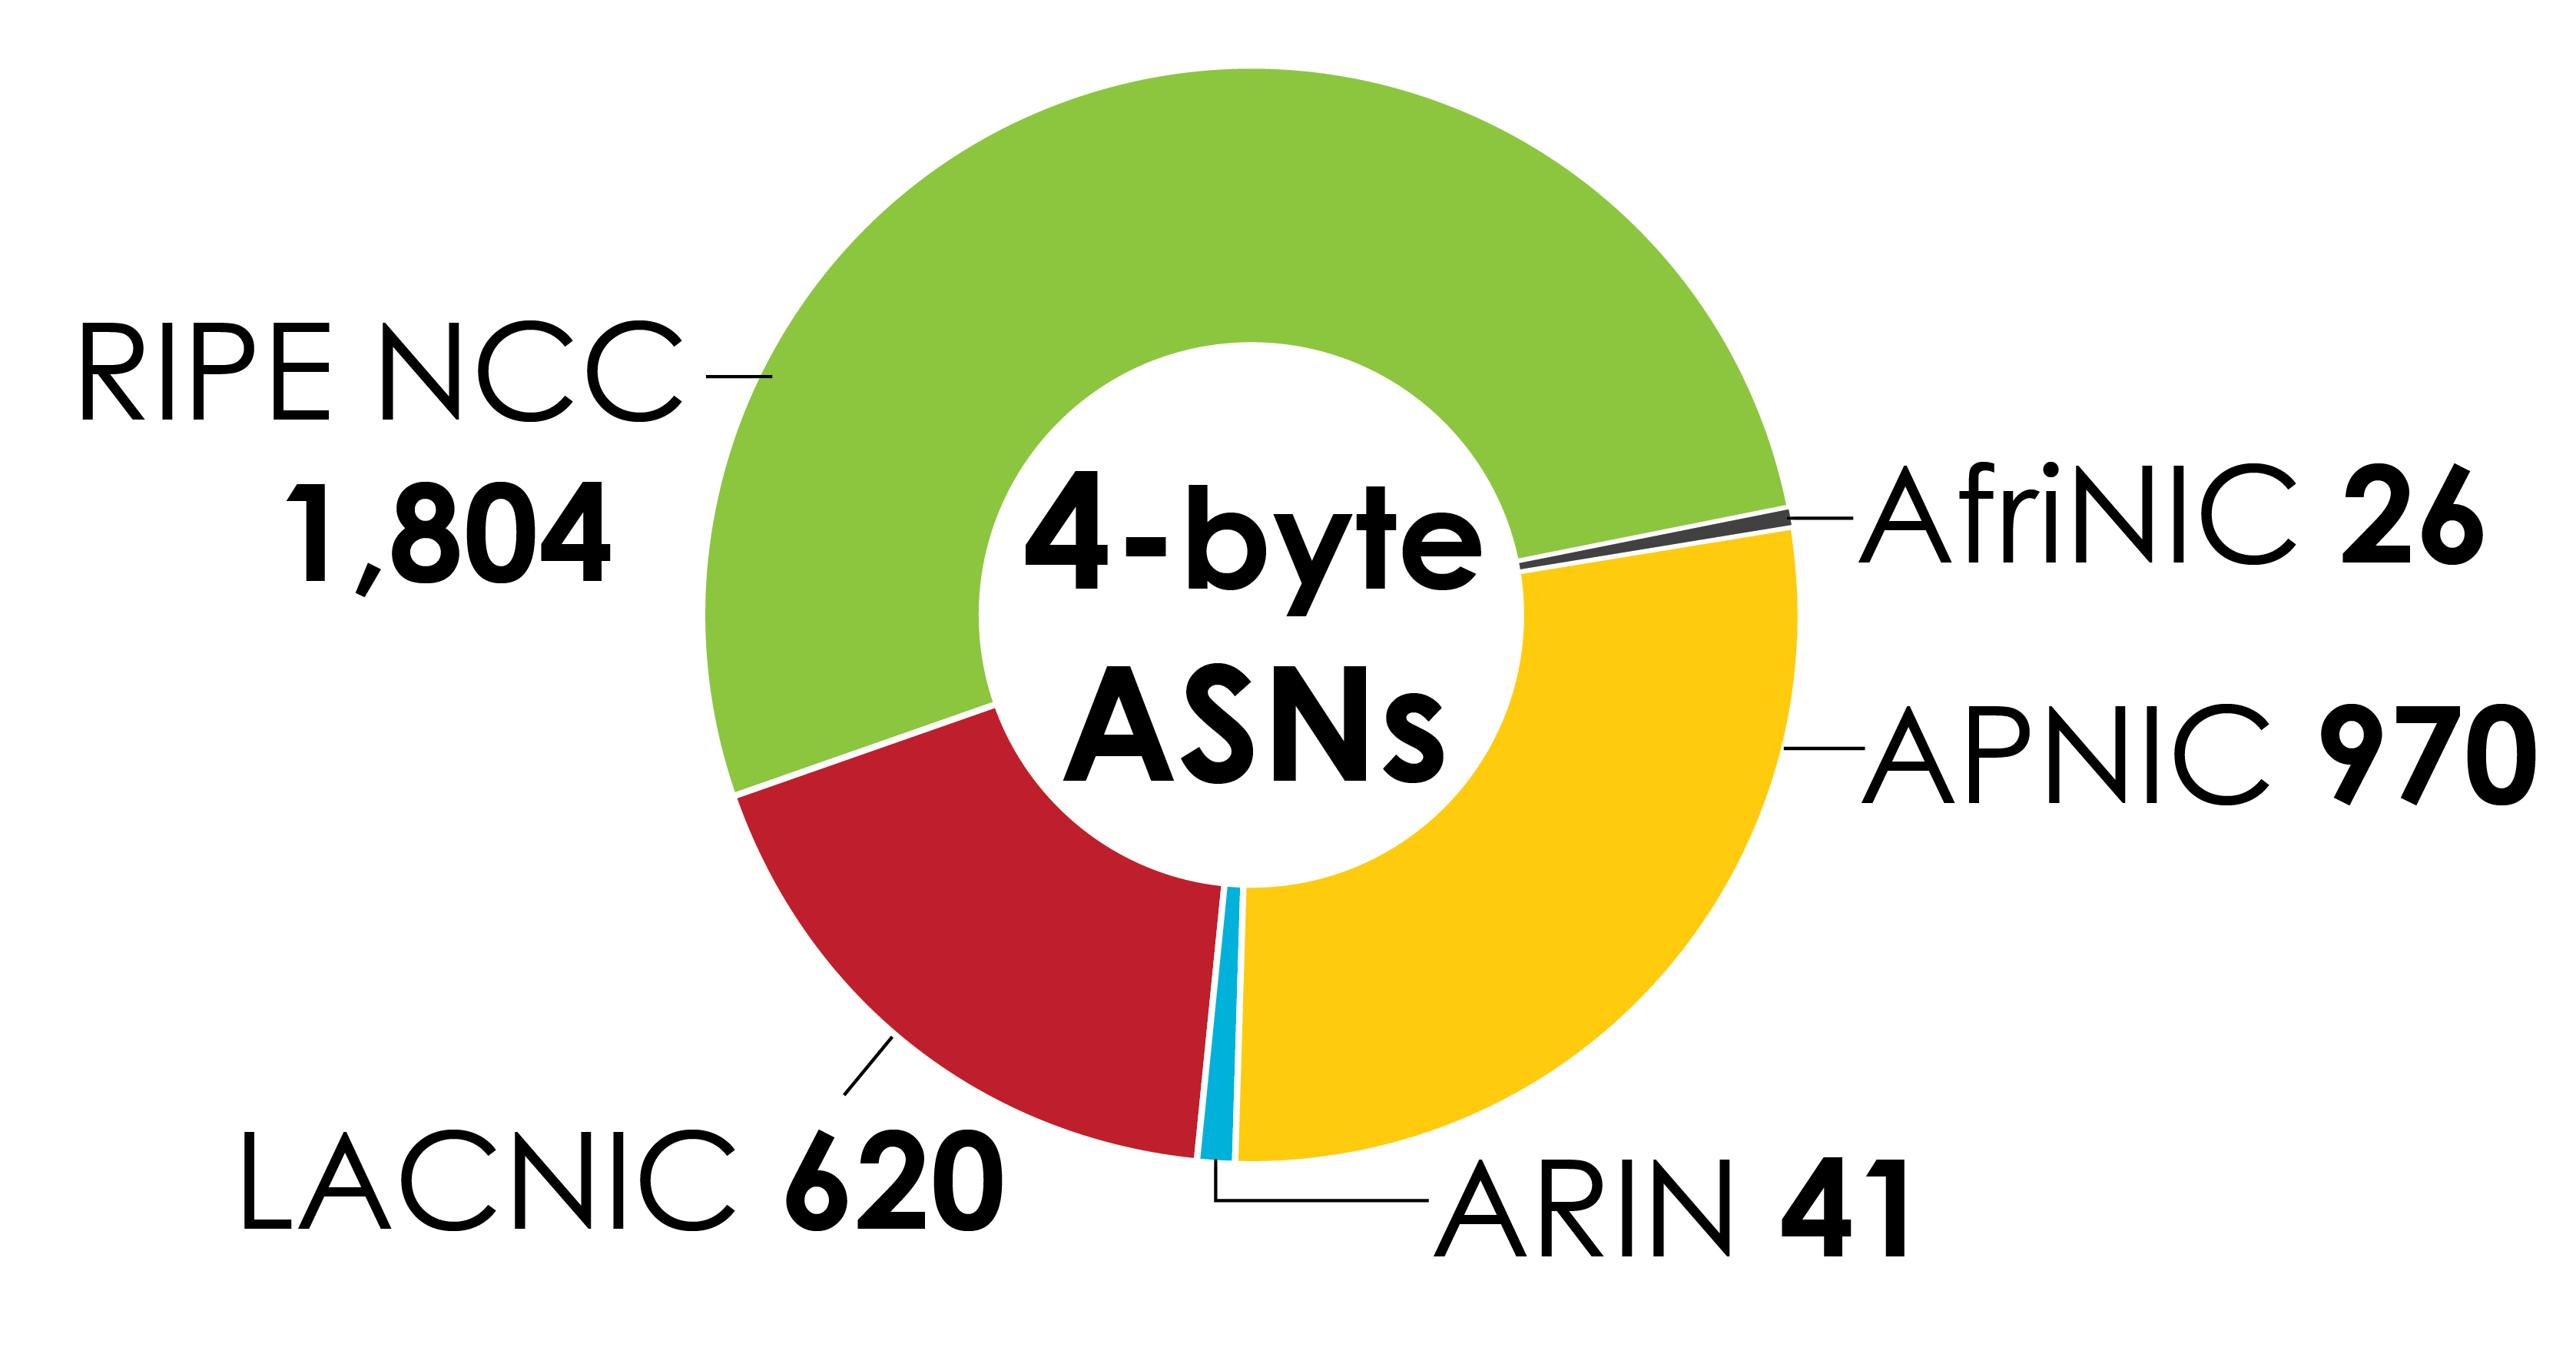 RIPE NCC
1,804
4-byte
ASNs
AfriNIC 26
APNIC 970
LACNIC 620
ARIN 41